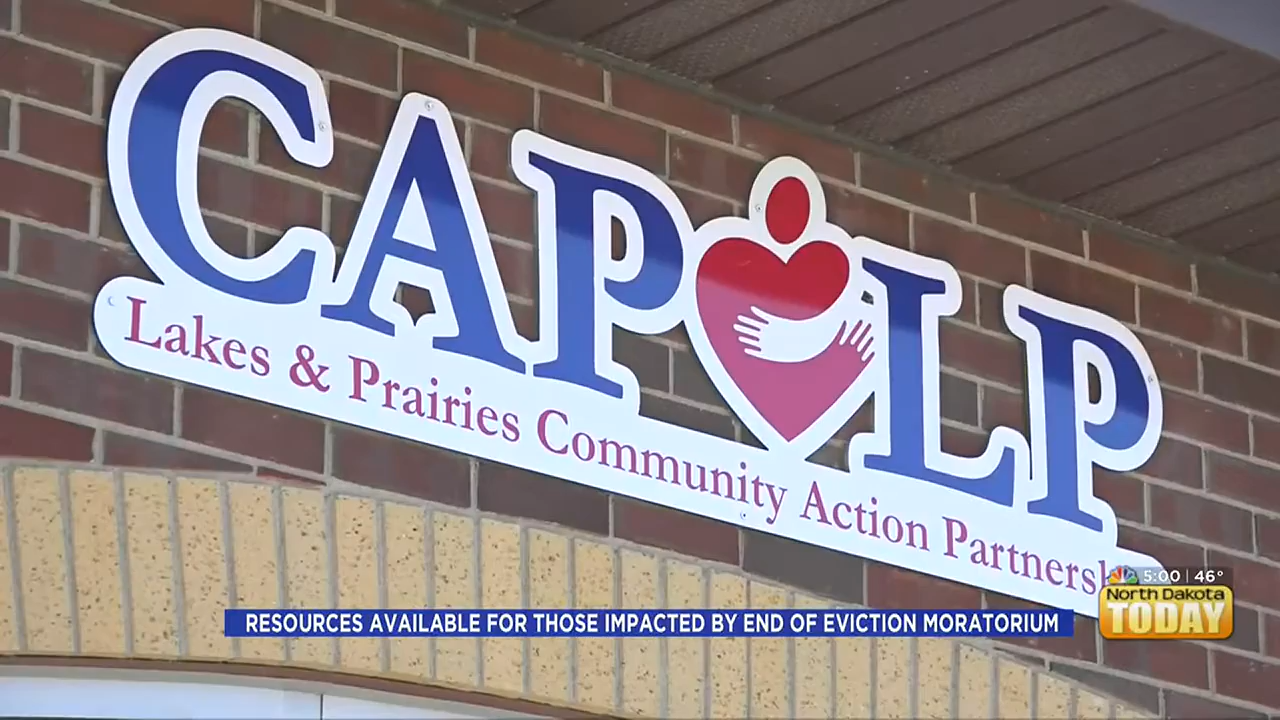 CAPLP
Lakes & Prairies Community Action Partnersh
5:00 | 46°
North Dakota
TODAY
RESOURCES AVAILABLE FOR THOSE IMPACTED BY END OF EVICTION MORATORIUM